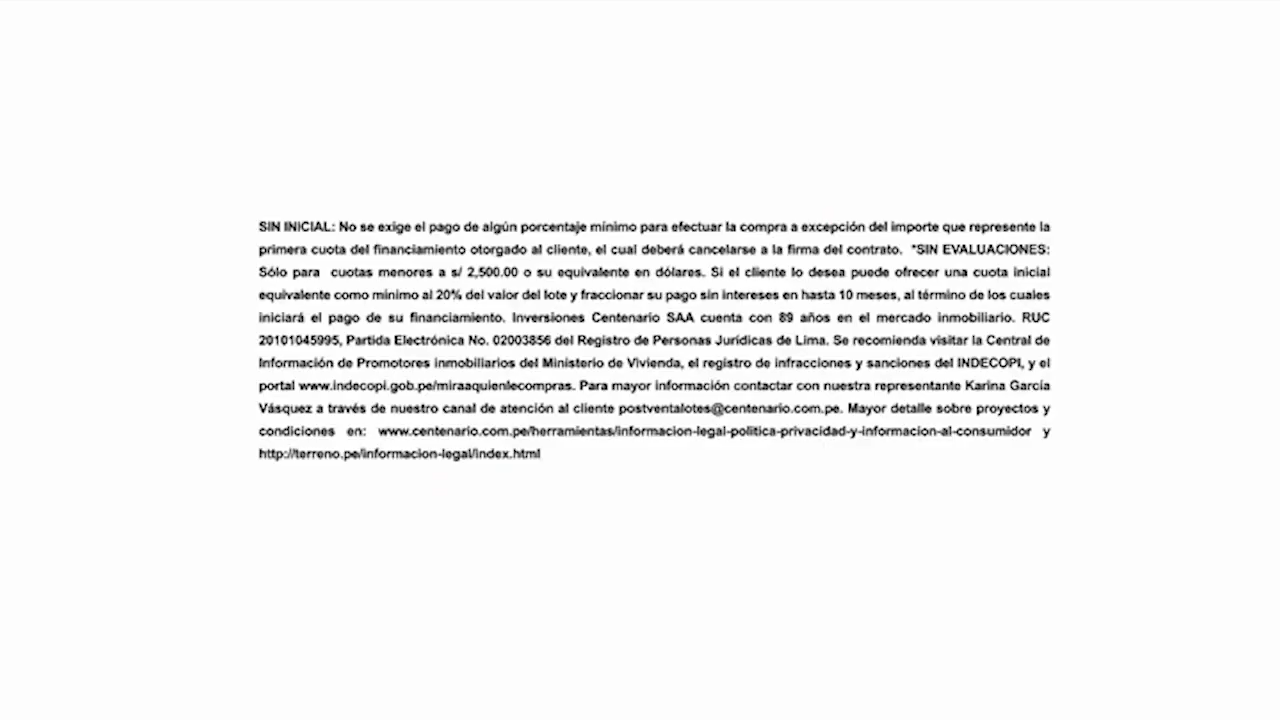 SIN INICIAL: No se exige el pago de algún porcentaje mínimo para efectuar la compra a excepción del importe que represente la
primera cuota del financiamiento otorgado al cliente, el cual deberá cancelarse a la firma del contrato. *SIN EVALUACIONES:
Sólo para cuotas menores a s/ 2,500.00 o su equivalente en dólares. Si el cliente lo desea puede ofrecer una cuota inicial
equivalente como mínimo al 20% del valor del lote y fraccionar su pago sin intereses en hasta 10 meses, al término de los cuales
iniciará el pago de su financiamiento. Inversiones Centenario SAA cuenta con 89 años en el mercado inmobiliario. RUC
20101045995, Partida Electrónica No. 02003856 del Registro de Personas Jurídicas de Lima. Se recomienda visitar la Central de
Información de Promotores inmobiliarios del Ministerio de Vivienda, el registro de infracciones y sanciones del INDECOPI, y el
portal www.indecopi.gob.pe/miraaquienlecompras. Para mayor información contactar con nuestra representante Karina García
Vásquez a través de nuestro canal de atención al cliente postventalotes@centenario.com.pe. Mayor detalle sobre proyectos y
condiciones en: www.centenario.com.pe/herramientas/informacion-legal-politica-privacidad-y-informacion-al-consumidor y
http://terreno.pe/informacion-legal/index.html